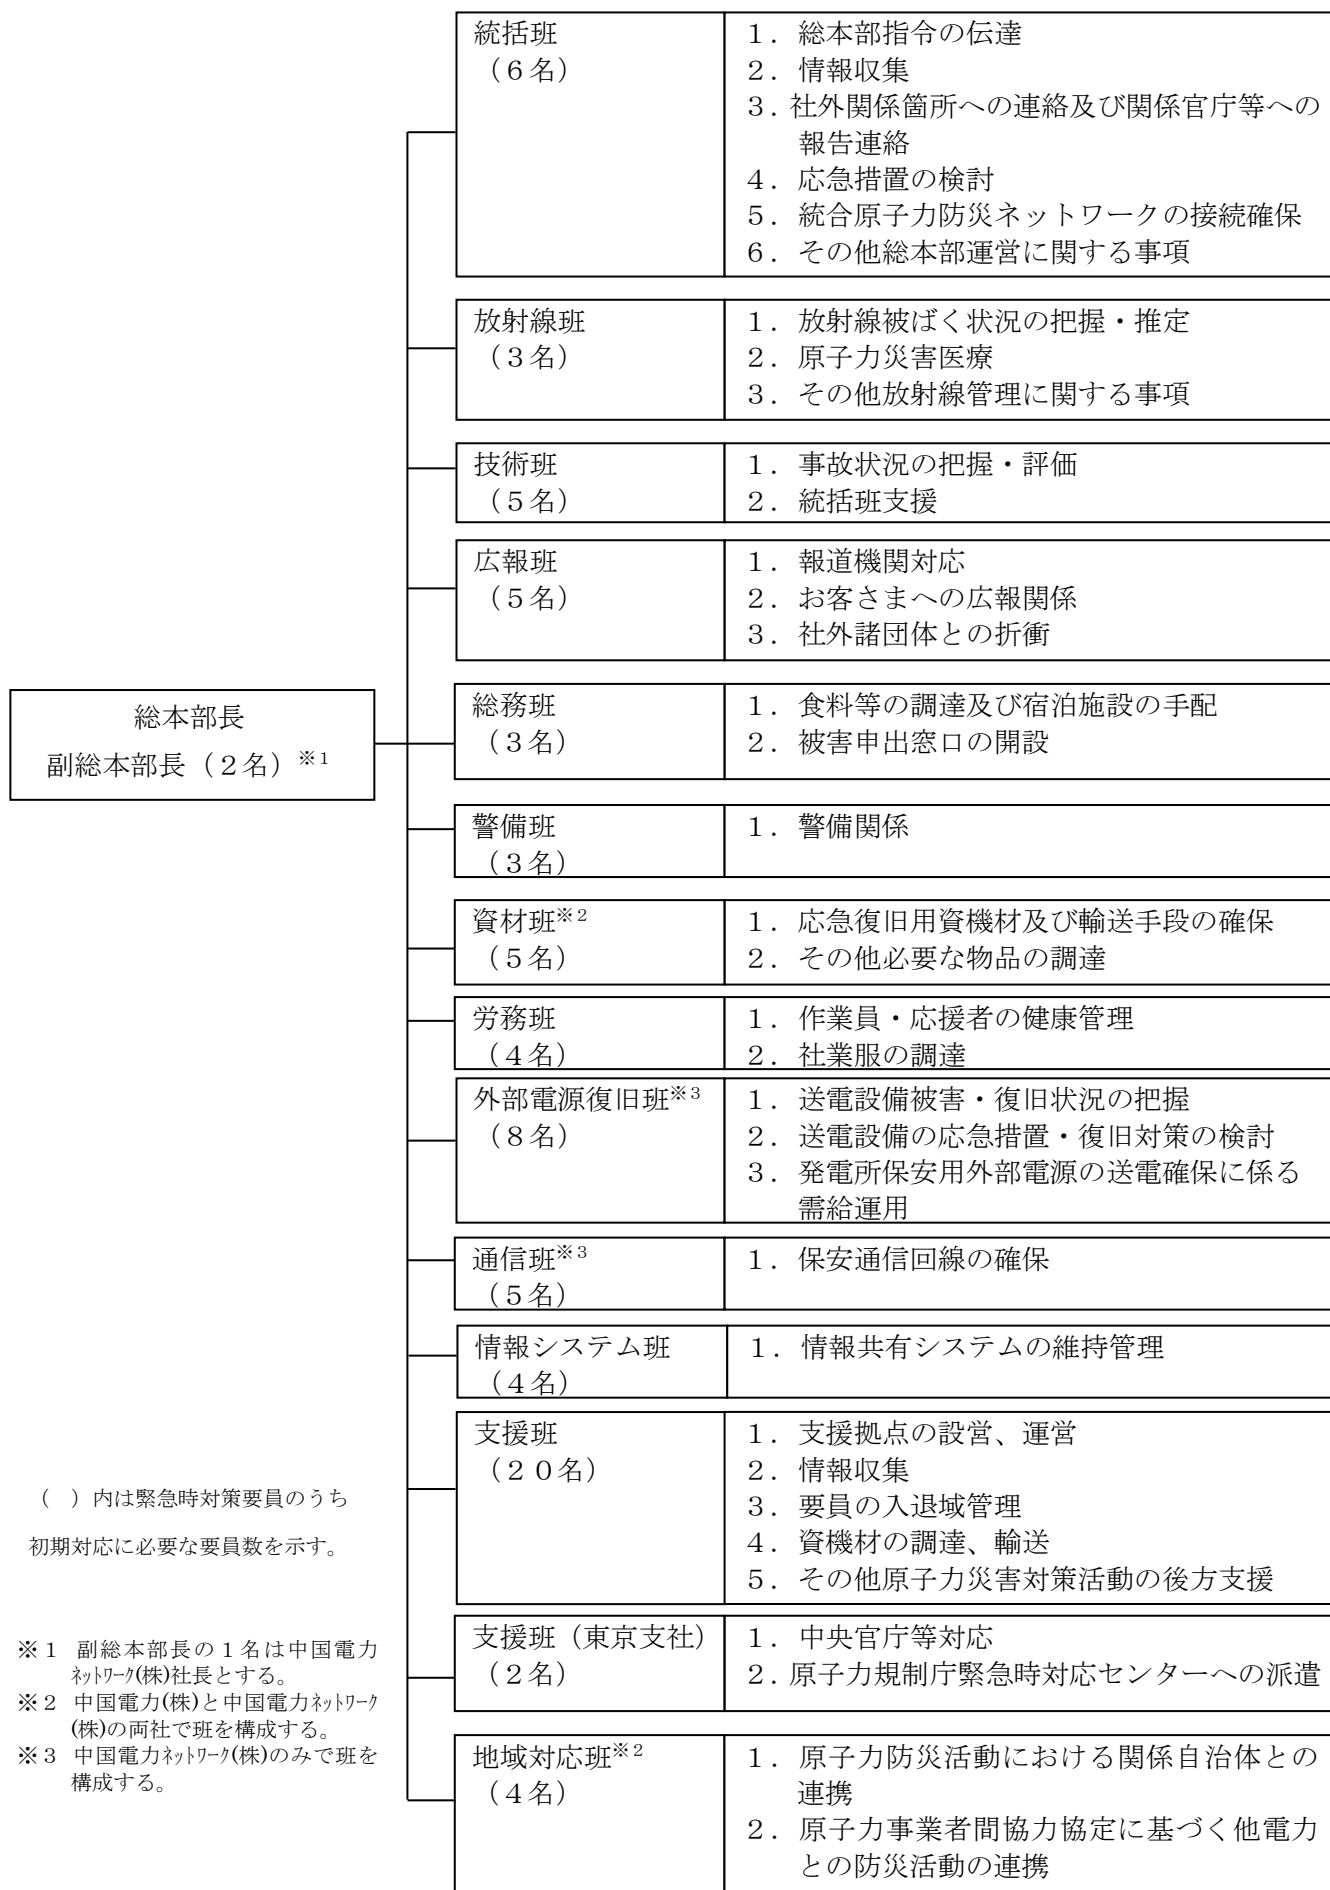 統括班
（６名）
１．総本部指令の伝達
２．情報収集
３．社外関係箇所への連絡及び関係官庁等への
報告連絡
４．応急措置の検討
５．統合原子力防災ネットワークの接続確保
６．その他総本部運営に関する事項
放射線班
（３名）
１．放射線被ばく状況の把握・推定
２．原子力災害医療
３．その他放射線管理に関する事項
技術班
（５名）
１．事故状況の把握・評価
２．統括班支援
広報班
（５名）
１．報道機関対応
２．お客さまへの広報関係
３．社外諸団体との折衝
総本部長
副総本部長（２名）※１
総務班
（３名）
１．食料等の調達及び宿泊施設の手配
２．被害申出窓口の開設
警備班
（３名）
１．警備関係
資材班※２
（５名）
１．応急復旧用資機材及び輸送手段の確保
２．その他必要な物品の調達
労務班
（４名）
１．作業員・応援者の健康管理
２．社業服の調達
外部電源復旧班※３
（８名）
１．送電設備被害・復旧状況の把握
２．送電設備の応急措置・復旧対策の検討
３．発電所保安用外部電源の送電確保に係る
需給運用
通信班※３
（５名）
１．保安通信回線の確保
情報システム班
（４名）
１．情報共有システムの維持管理
支援班
（２０名）
１．支援拠点の設営、運営
２．情報収集
３．要員の入退域管理
４．資機材の調達、輸送
５．その他原子力災害対策活動の後方支援
支援班（東京支社）
（２名）
１．中央官庁等対応
２．原子力規制庁緊急時対応センターへの派遣
地域対応班※２
（４名）
１．原子力防災活動における関係自治体との
連携
２．原子力事業者間協力協定に基づく他電力
との防災活動の連携
（　）内は緊急時対策要員のうち
初期対応に必要な要員数を示す。
※１　副総本部長の１名は中国電力
ﾈｯﾄﾜｰｸ(株)社長とする。
※２　中国電力(株)と中国電力ﾈｯﾄﾜｰｸ
(株)の両社で班を構成する。
※３　中国電力ﾈｯﾄﾜｰｸ(株)のみで班を
構成する。